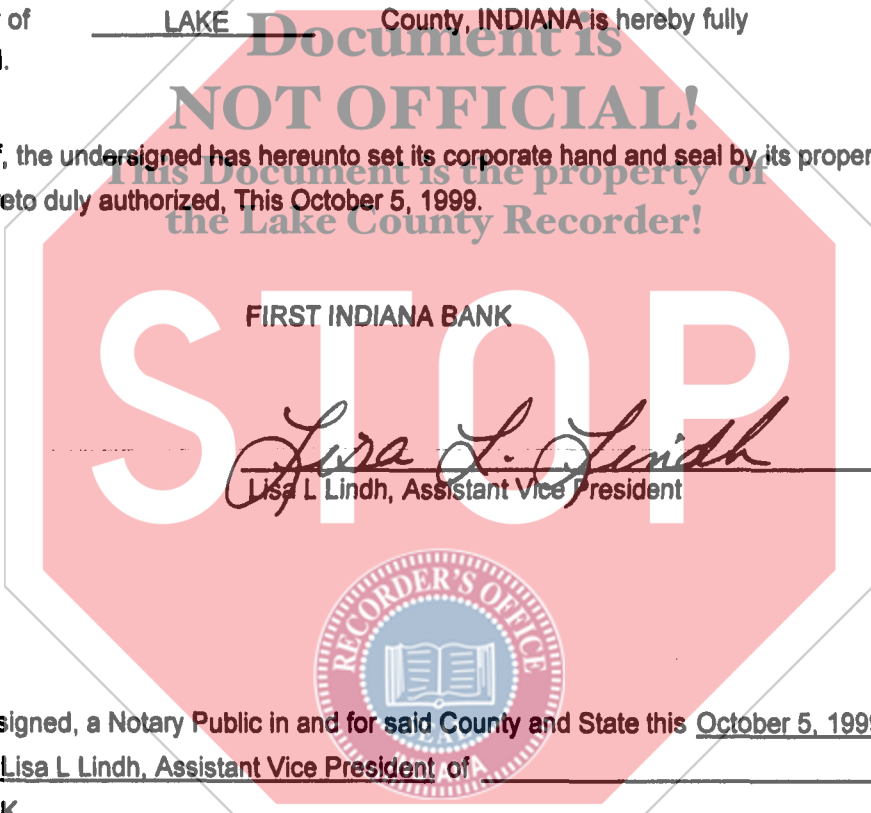 of LAKE County, INDIANA is hereby fully
Document is
NOT OFFICIAL!
the undersigned has hereunto set its corporate hand and seal by its proper
This Document is the property of
eto duly authorized, This October 5, 1999.
the Lake County Recorder!
STOP
FIRST INDIANA BANK
Lisa L. Lindh
Lisa L Lindh, Assistant Vice President
RECORDER'S OFFICE
signed, a Notary Public in and for said County and State this October 5, 1999
Lisa L Lindh, Assistant Vice President of
K